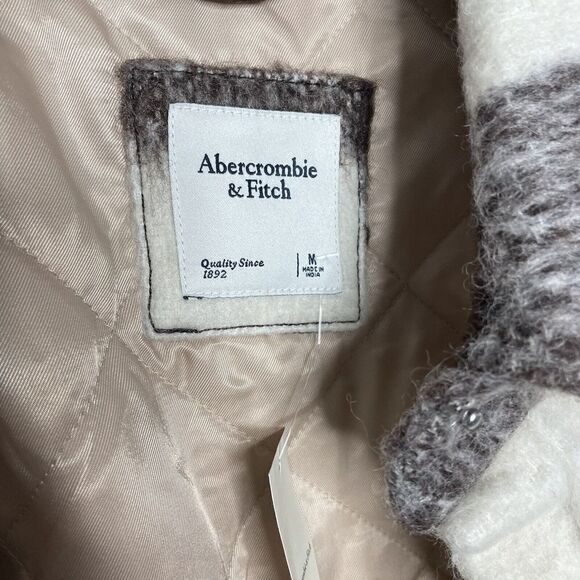 Abercrombie
& Fitch
Quality Since
1892
M
MADE IN
INDIA